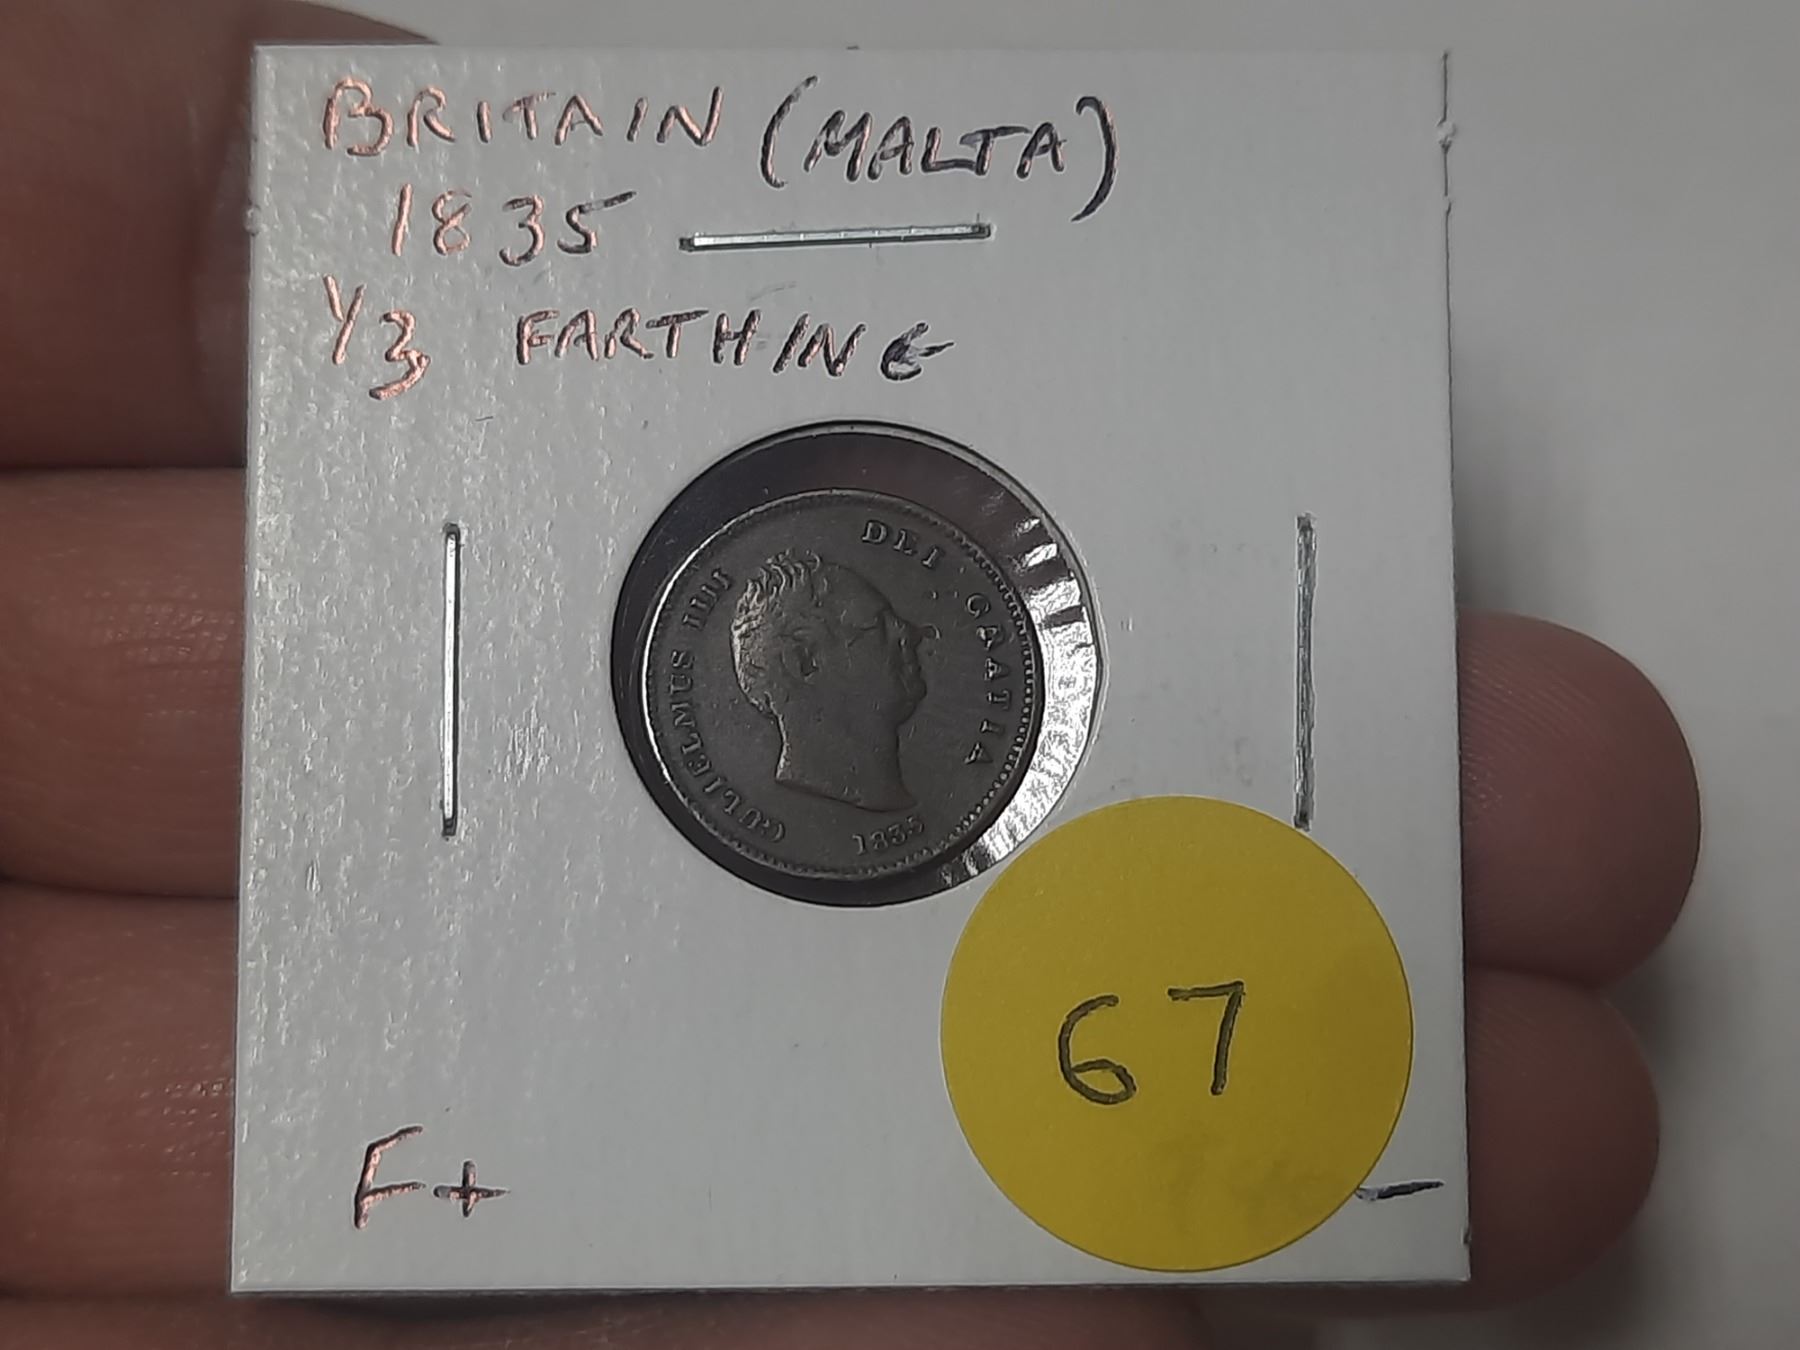 BRITAIN (MALTA)
1835
1/3 FARTHING
GULIELMUS IIII DEI GRATIA
1835
67
F+